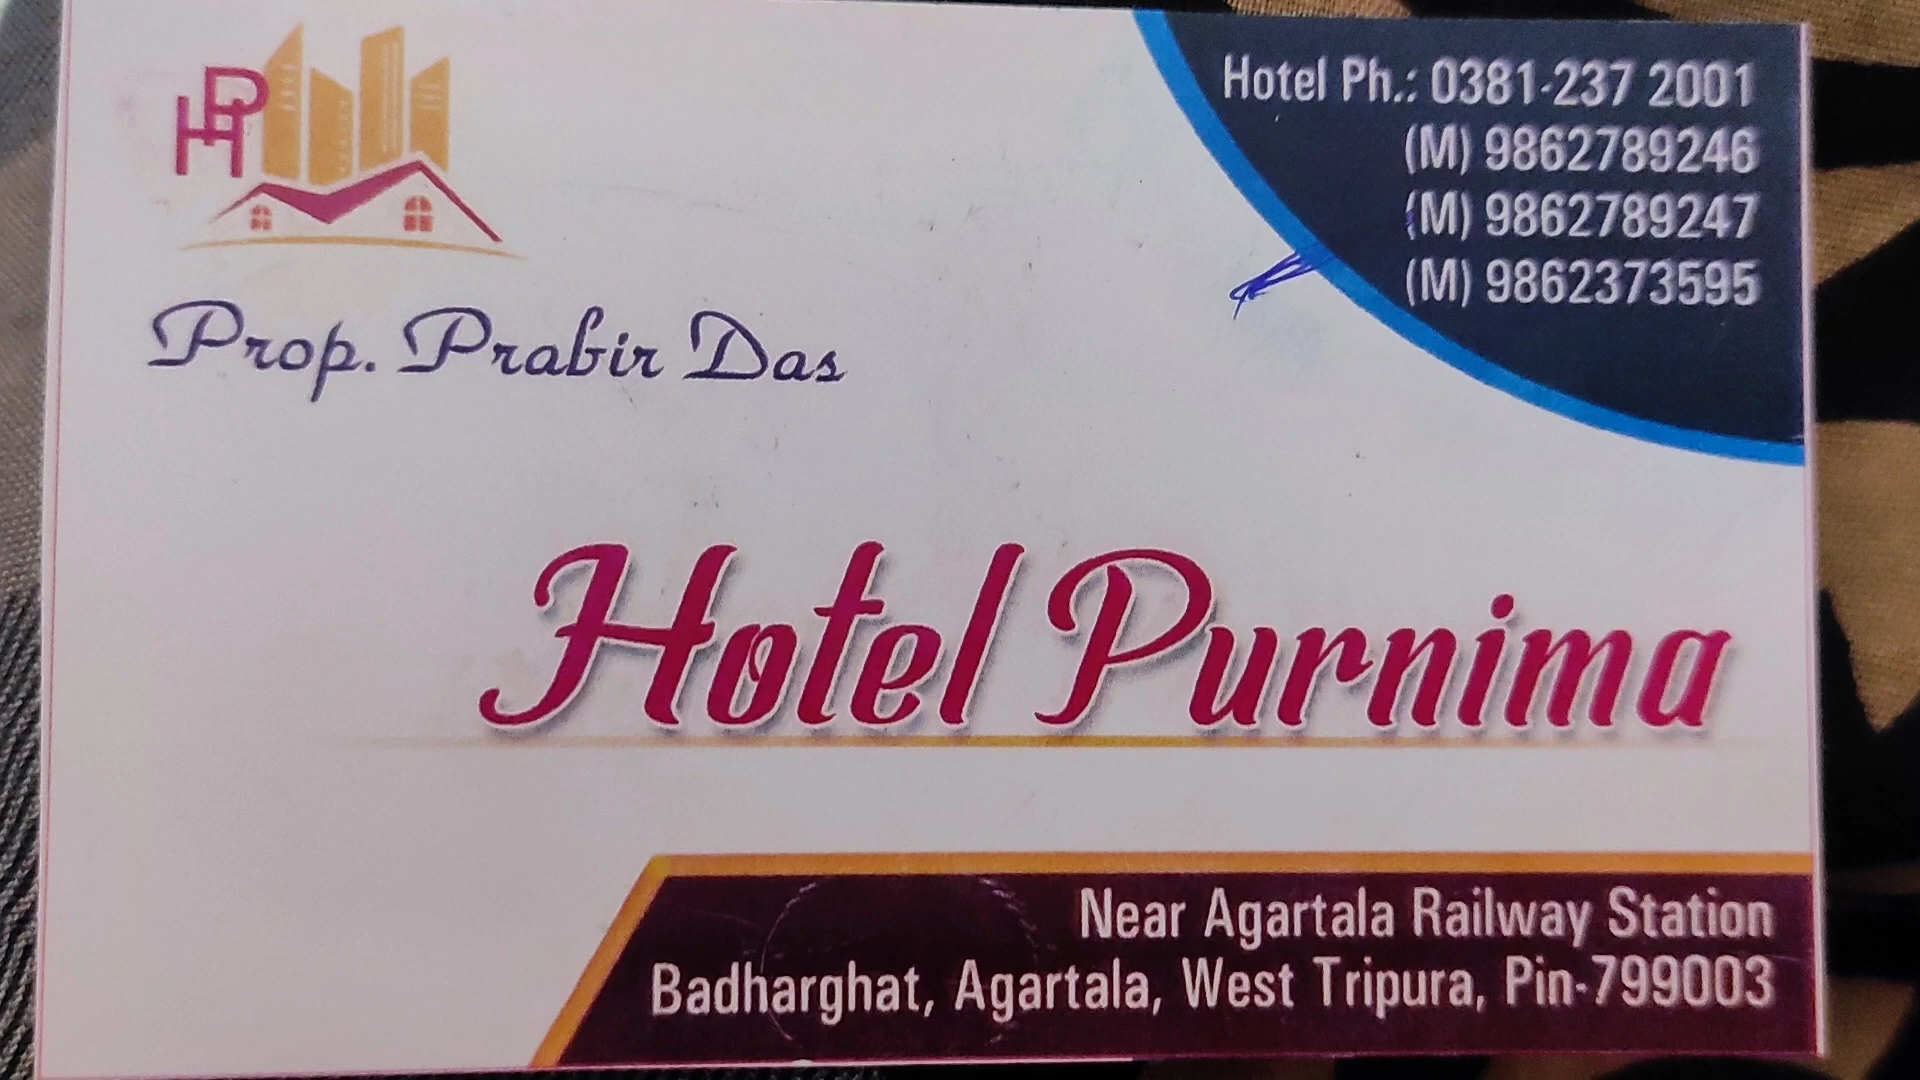 HP
Hotel Ph.: 0381-237 2001
(M) 9862789246
(M) 9862789247
(M) 9862373595
Prop. Prabir Das
Hotel Purnima
Near Agartala Railway Station
Badharghat, Agartala, West Tripura, Pin-799003